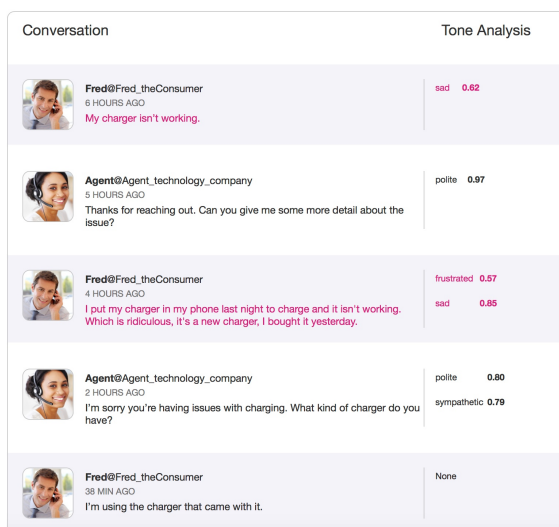 Conversation
Tone Analysis
Fred@Fred_theConsumer
6 HOURS AGO
My charger isn't working.
sad 0.62
Agent@Agent_technology_company
5 HOURS AGO
Thanks for reaching out. Can you give me some more detail about the
issue?
polite 0.97
Fred@Fred_theConsumer
4 HOURS AGO
I put my charger in my phone last night to charge and it isn't working.
Which is ridiculous, it's a new charger, I bought it yesterday.
frustrated 0.57
sad 0.85
Agent@Agent_technology_company
2 HOURS AGO
I'm sorry you're having issues with charging. What kind of charger do you
have?
polite 0.80
sympathetic 0.79
Fred@Fred_theConsumer
38 MIN AGO
I'm using the charger that came with it.
None